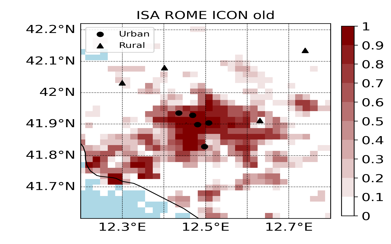 ISA ROME ICON old
Urban
Rural
42.2°N
42.1°N
42°N
41.9°N
41.8°N
41.7°N
12.3°E
12.5°E
12.7°E
1
0.9
0.8
0.7
0.6
0.5
0.4
0.3
0.2
0.1
0